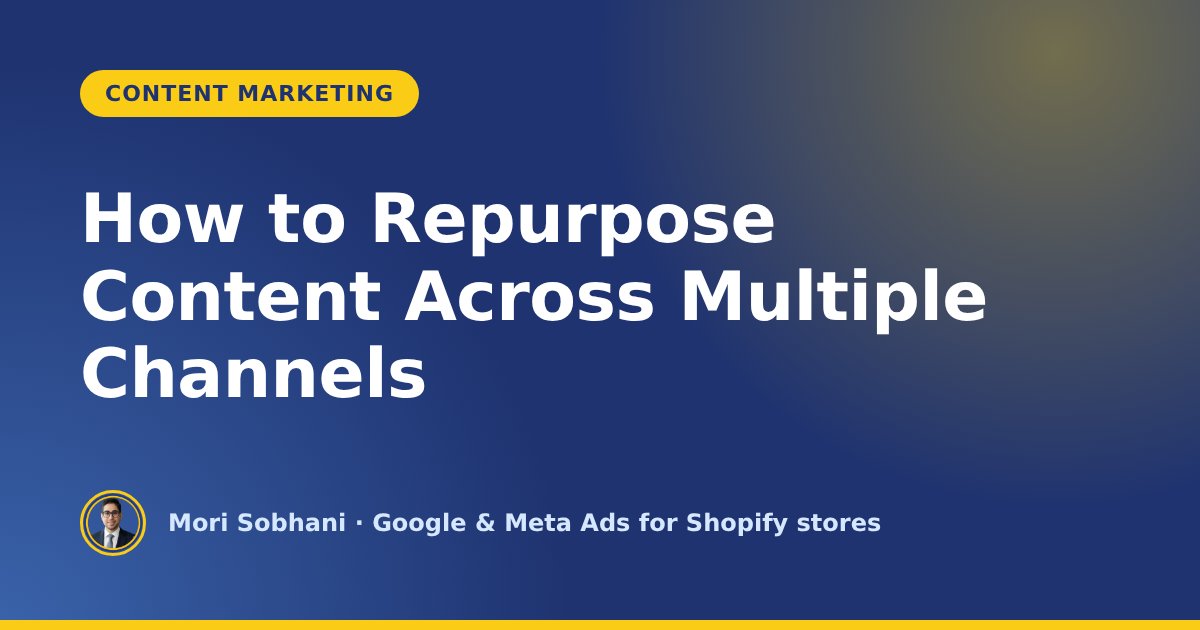 CONTENT MARKETING
How to Repurpose
Content Across Multiple
Channels
Mori Sobhani · Google & Meta Ads for Shopify stores